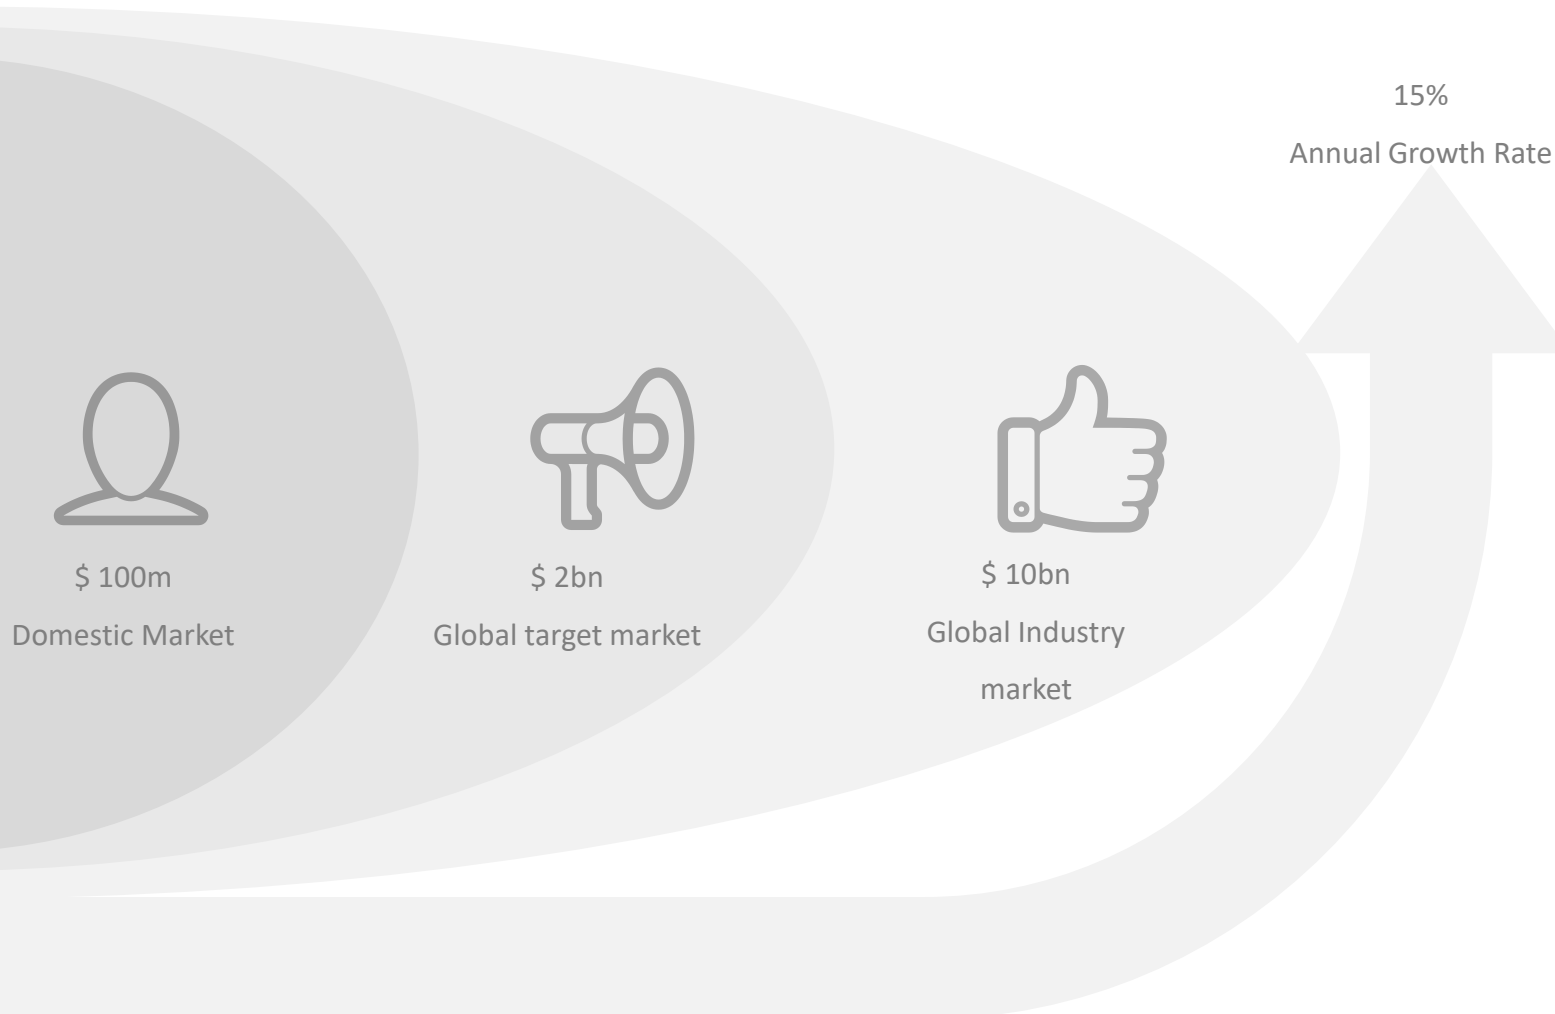 15%
Annual Growth Rate
$ 100m
Domestic Market
$ 2bn
Global target market
$ 10bn
Global Industry
market